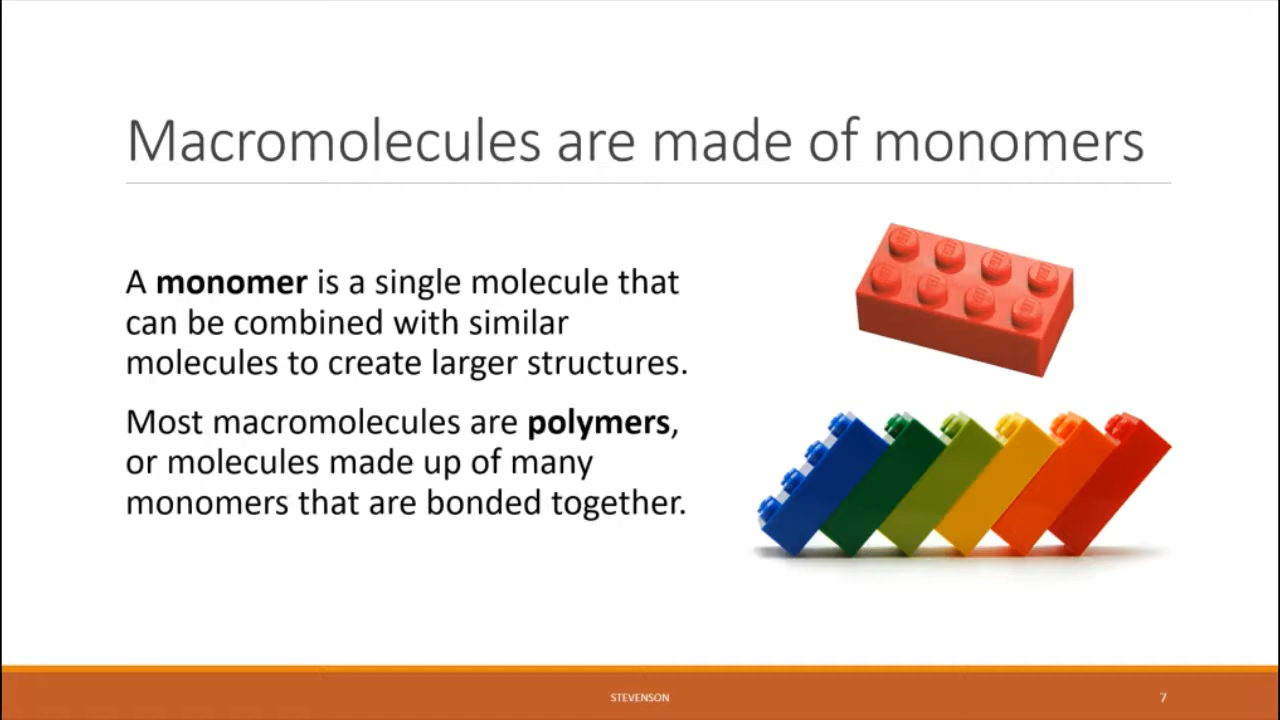 Macromolecules are made of monomers
A monomer is a single molecule that
can be combined with similar
molecules to create larger structures.
Most macromolecules are polymers,
or molecules made up of many
monomers that are bonded together.
STEVENSON
7